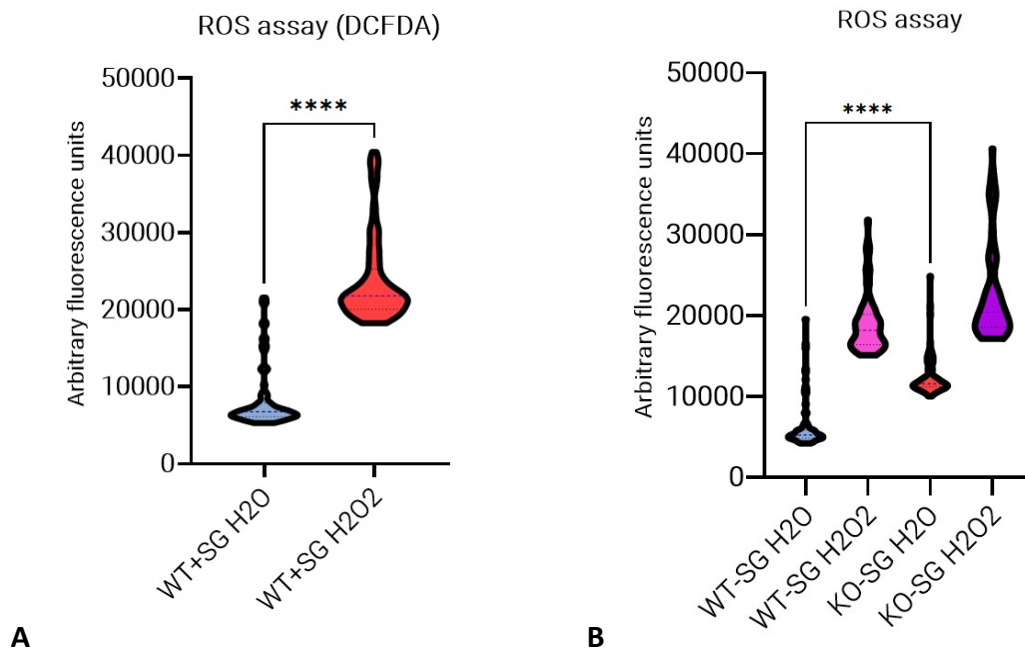 ROS assay (DCFDA)
Arbitrary fluorescence units
50000
40000
30000
20000
10000
0
****
WT+SG H2O
WT+SG H2O2
A
ROS assay
Arbitrary fluorescence units
50000
40000
30000
20000
10000
0
****
WT-SG H2O
WT-SG H2O2
KO-SG H2O
KO-SG H2O2
B